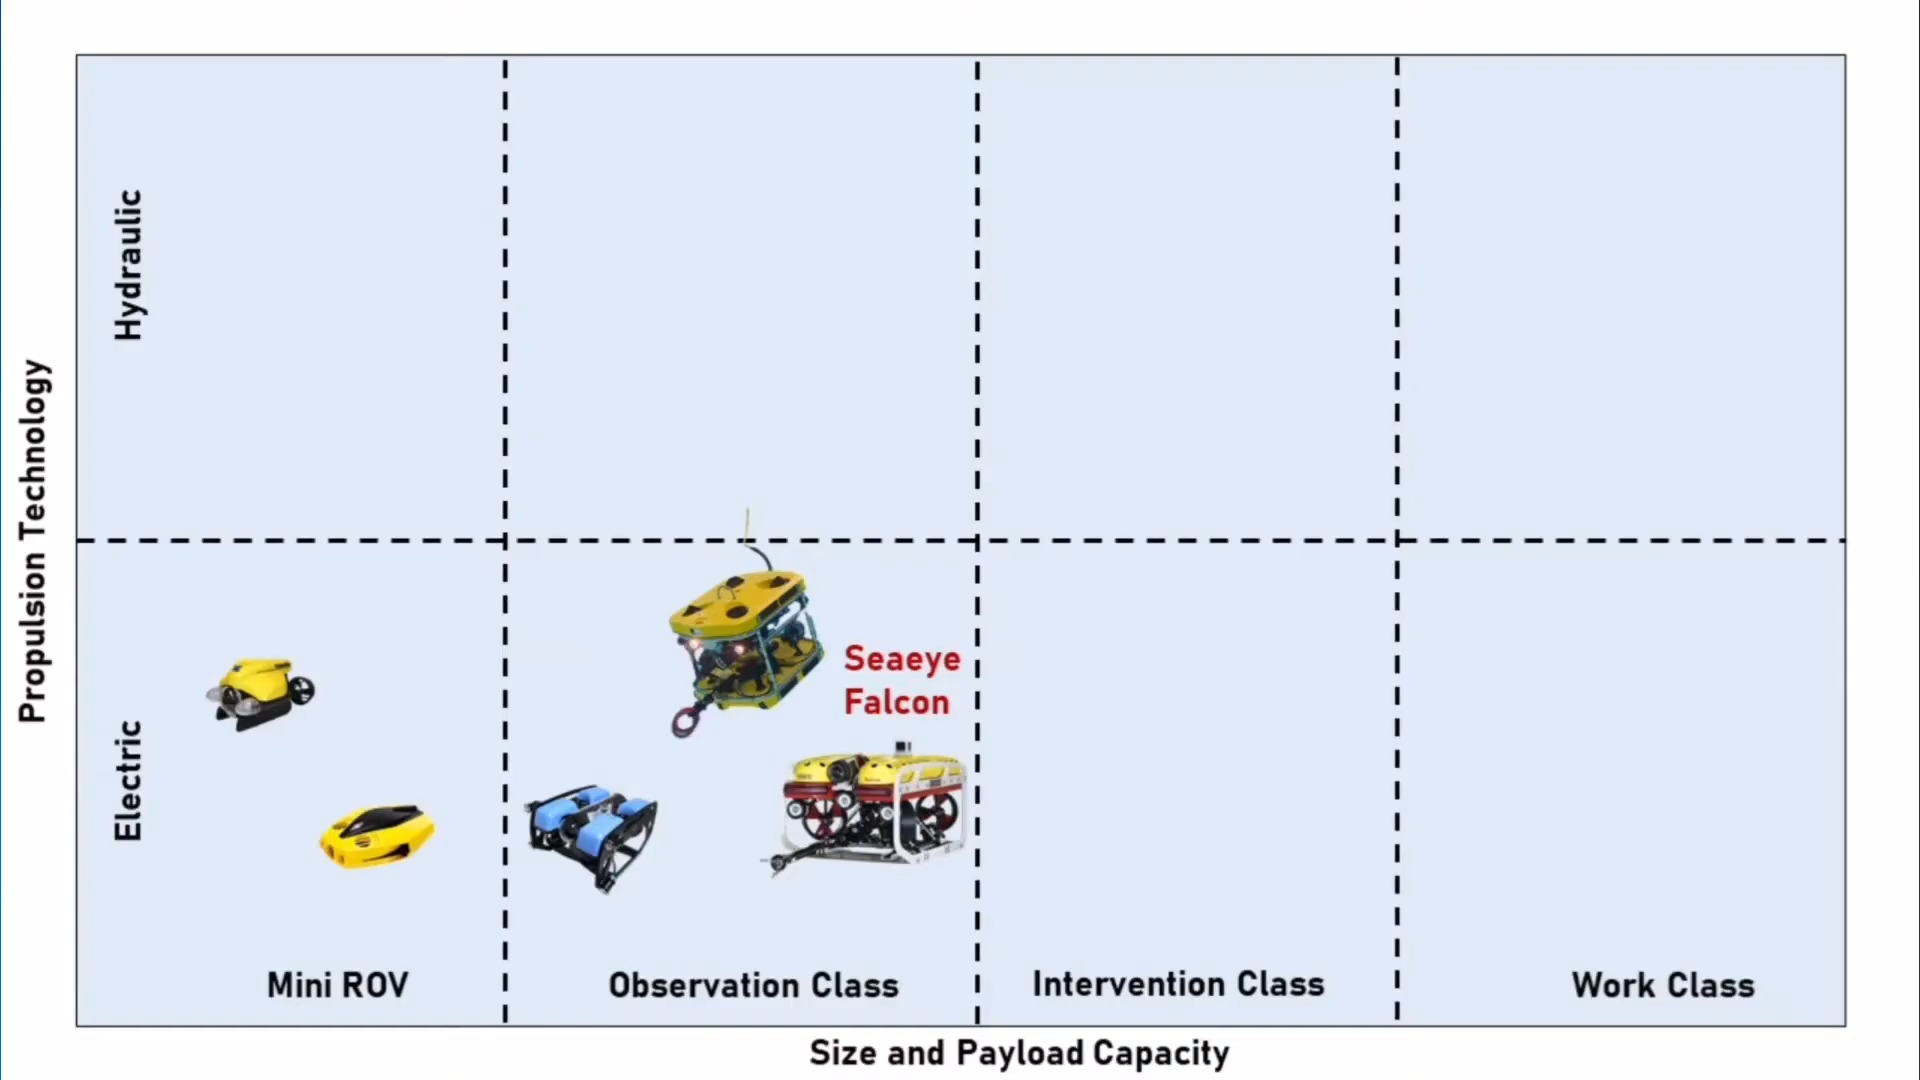 Propulsion Technology
Hydraulic
Electric
Seaeye
Falcon
Mini ROV
Observation Class
Intervention Class
Work Class
Size and Payload Capacity